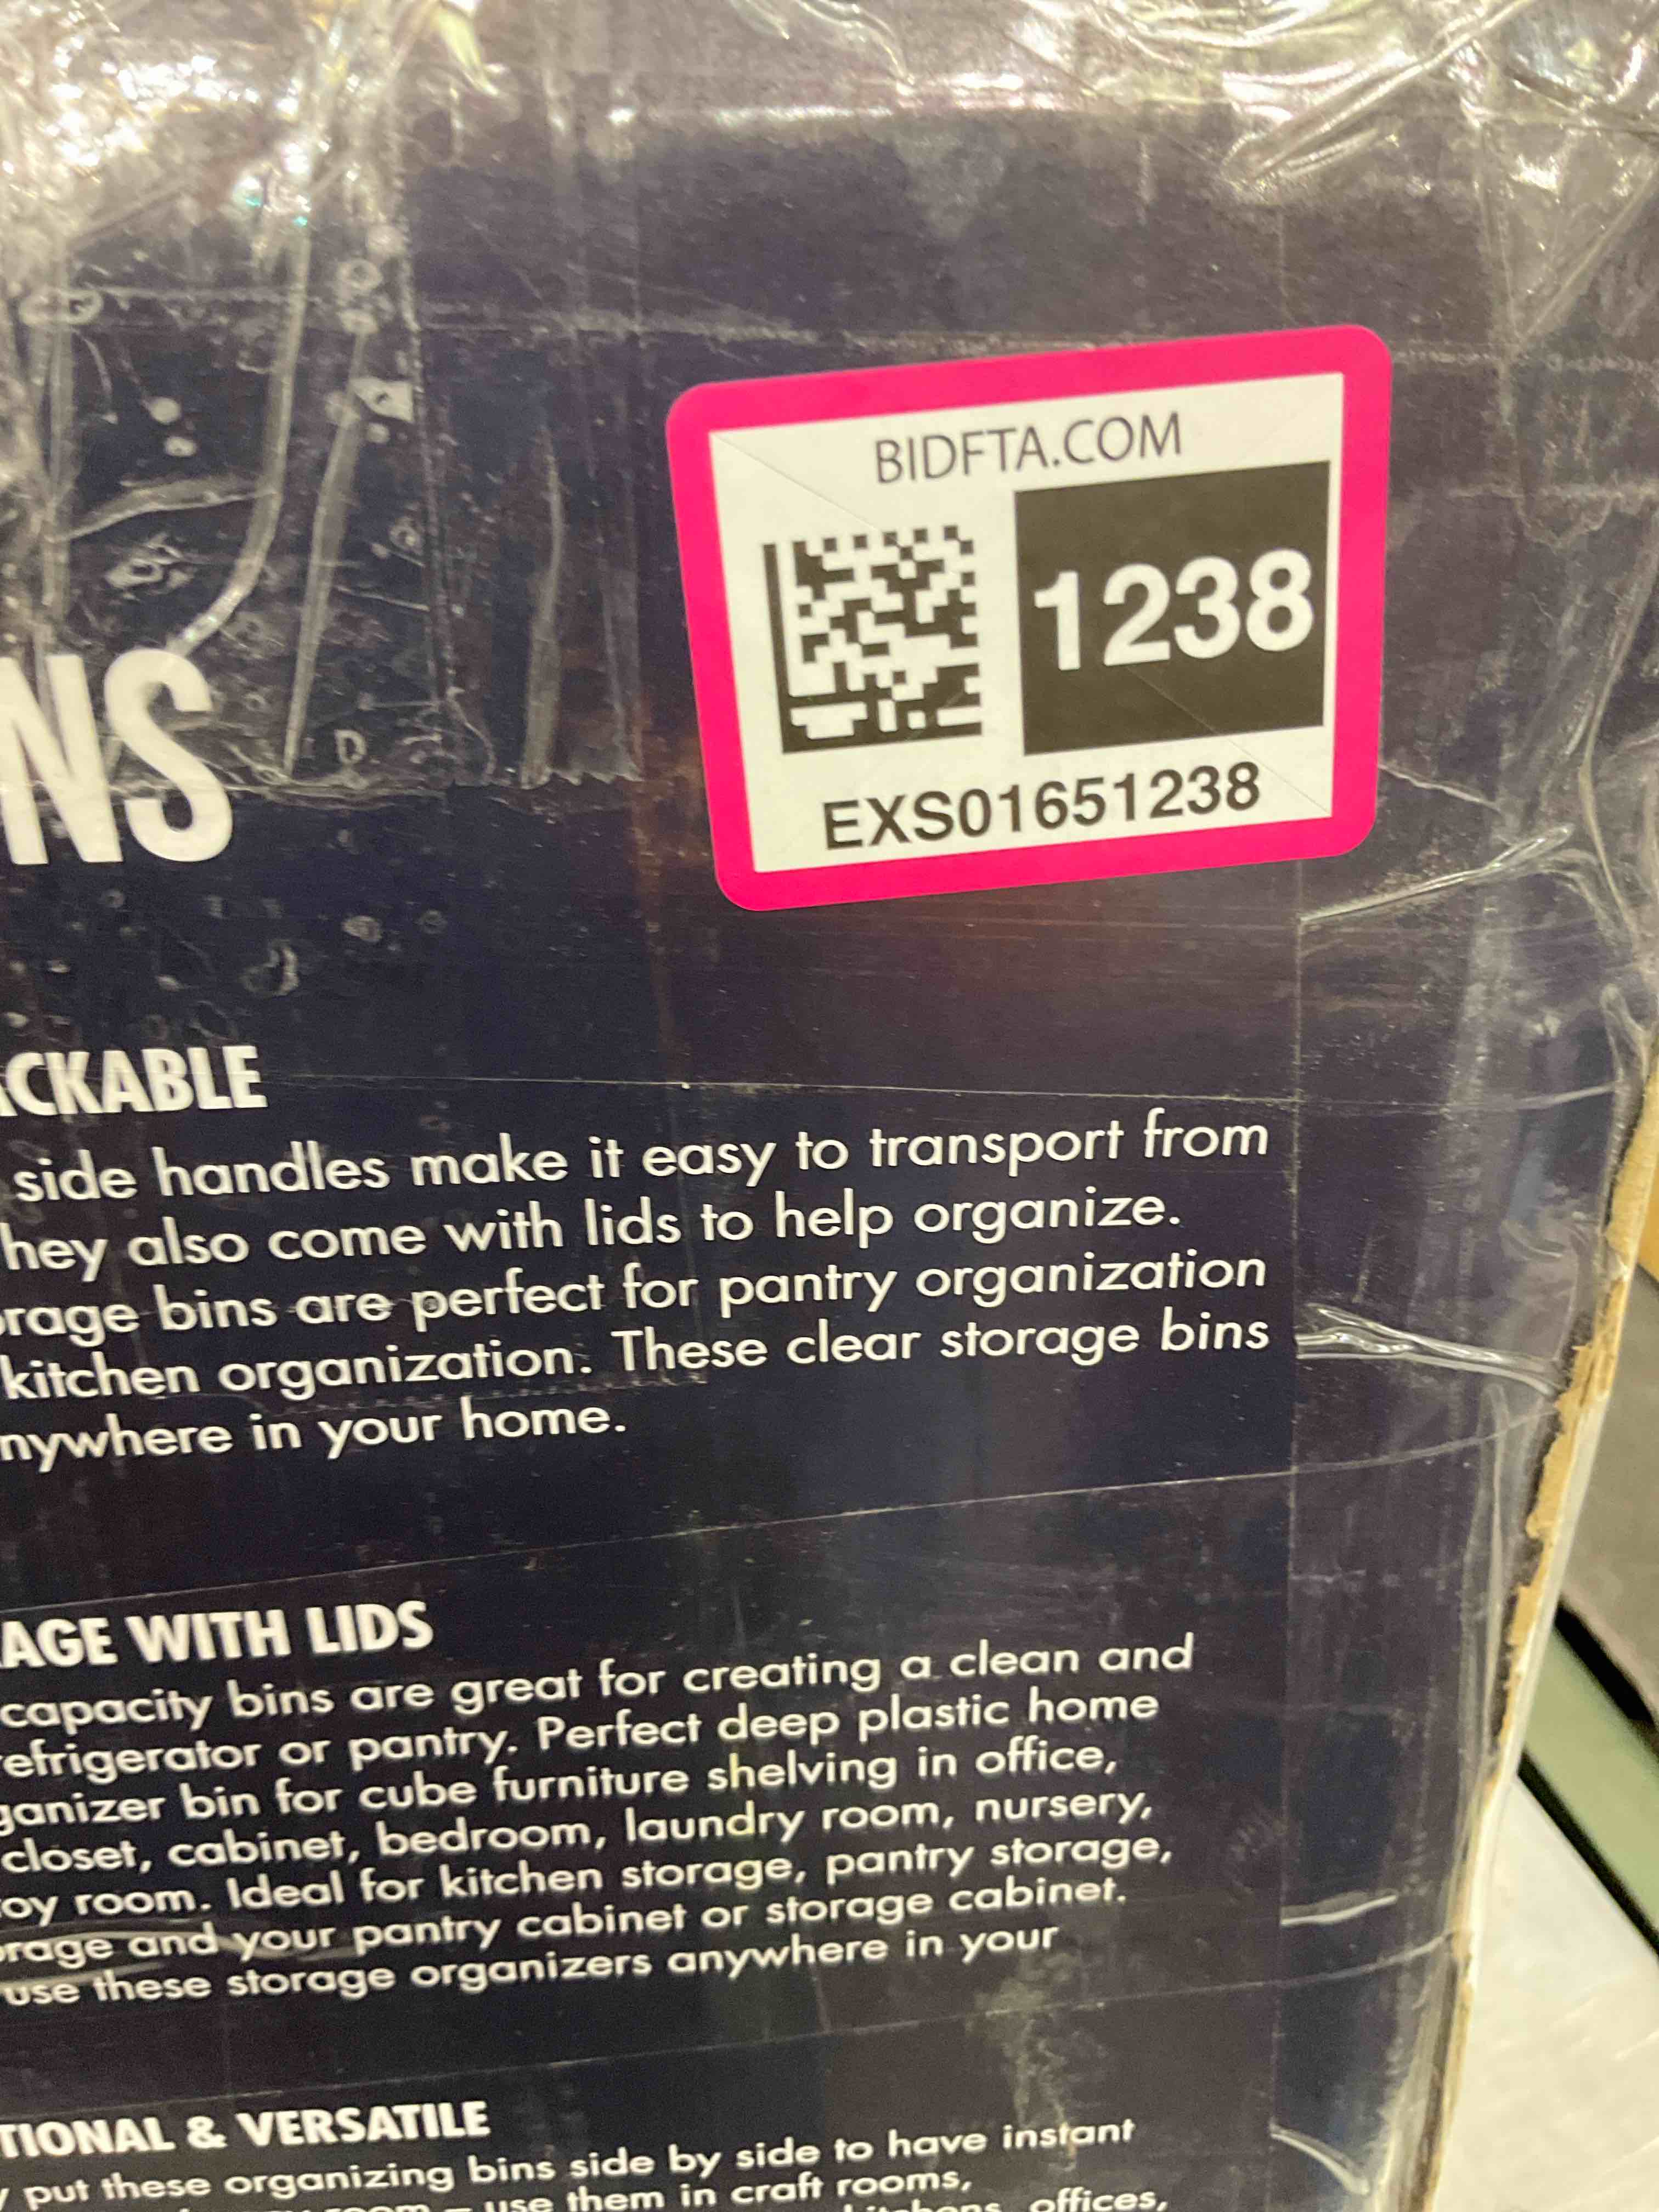 BIDFTA.COM
1238
EXS01651238
NS
CKABLE
side handles make it easy to transport from
hey also come with lids to help organize.
rage bins are perfect for pantry organization
kitchen organization. These clear storage bins
nywhere in your home.
AGE WITH LIDS
capacity bins are great for creating a clean and
efrigerator or pantry. Perfect deep plastic home
ganizer bin for cube furniture shelving in office,
closet, cabinet, bedroom, laundry room, nursery,
oy room. Ideal for kitchen storage, pantry storage,
rage and your pantry cabinet or storage cabinet.
use these storage organizers anywhere in your
TIONAL & VERSATILE
put these organizing bins side by side to have instant
use them in craft rooms,
offices,